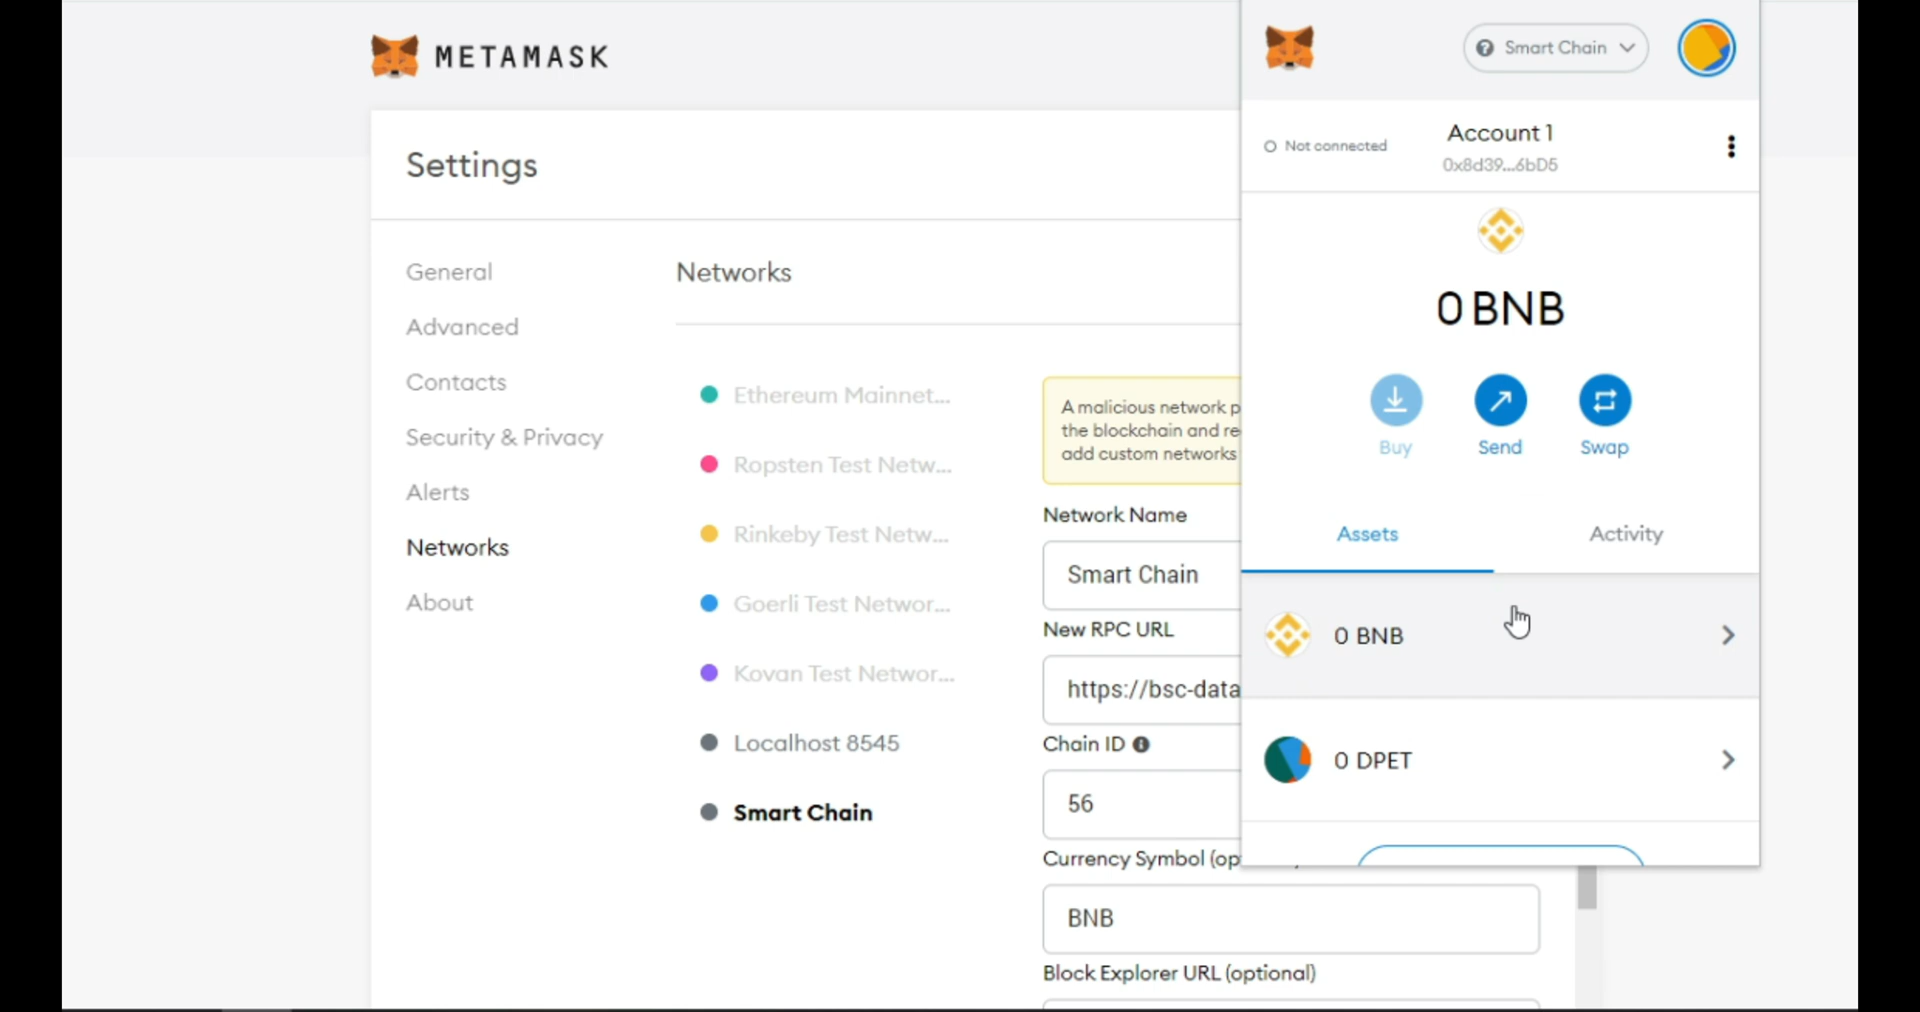 METAMASK
Settings
General
Advanced
Contacts
Security & Privacy
Alerts
Networks
About
Networks
Ethereum Mainnet...
Ropsten Test Netw...
Rinkeby Test Netw...
Goerli Test Networ...
Kovan Test Networ...
Localhost 8545
Smart Chain
A malicious network p
the blockchain and re
add custom networks
Network Name
Smart Chain
New RPC URL
https://bsc-data
Chain ID
56
Currency Symbol (op
BNB
Block Explorer URL (optional)
Smart Chain
Not connected
Account 1
0x8d39...6bD5
0 BNB
Buy
Send
Swap
Assets
Activity
0 BNB
0 DPET